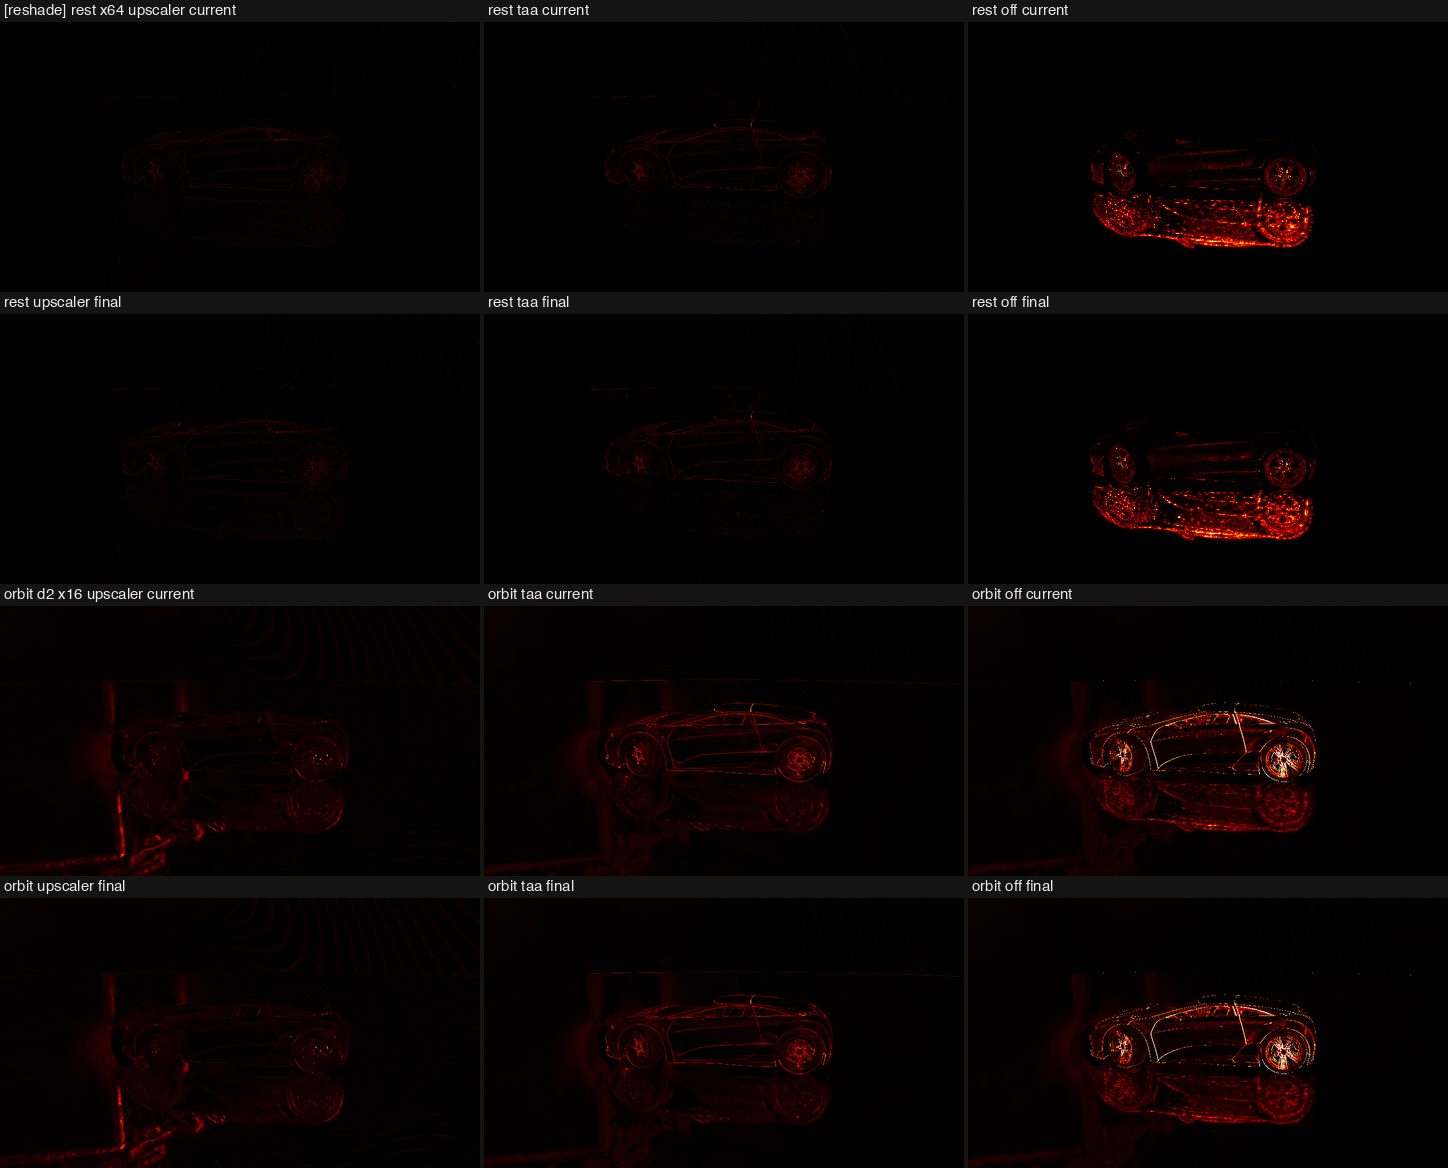 [reshade] rest x64 upscaler current
rest taa current
rest off current
rest upscaler final
rest taa final
rest off final
orbit d2 x16 upscaler current
orbit taa current
orbit off current
orbit upscaler final
orbit taa final
orbit off final